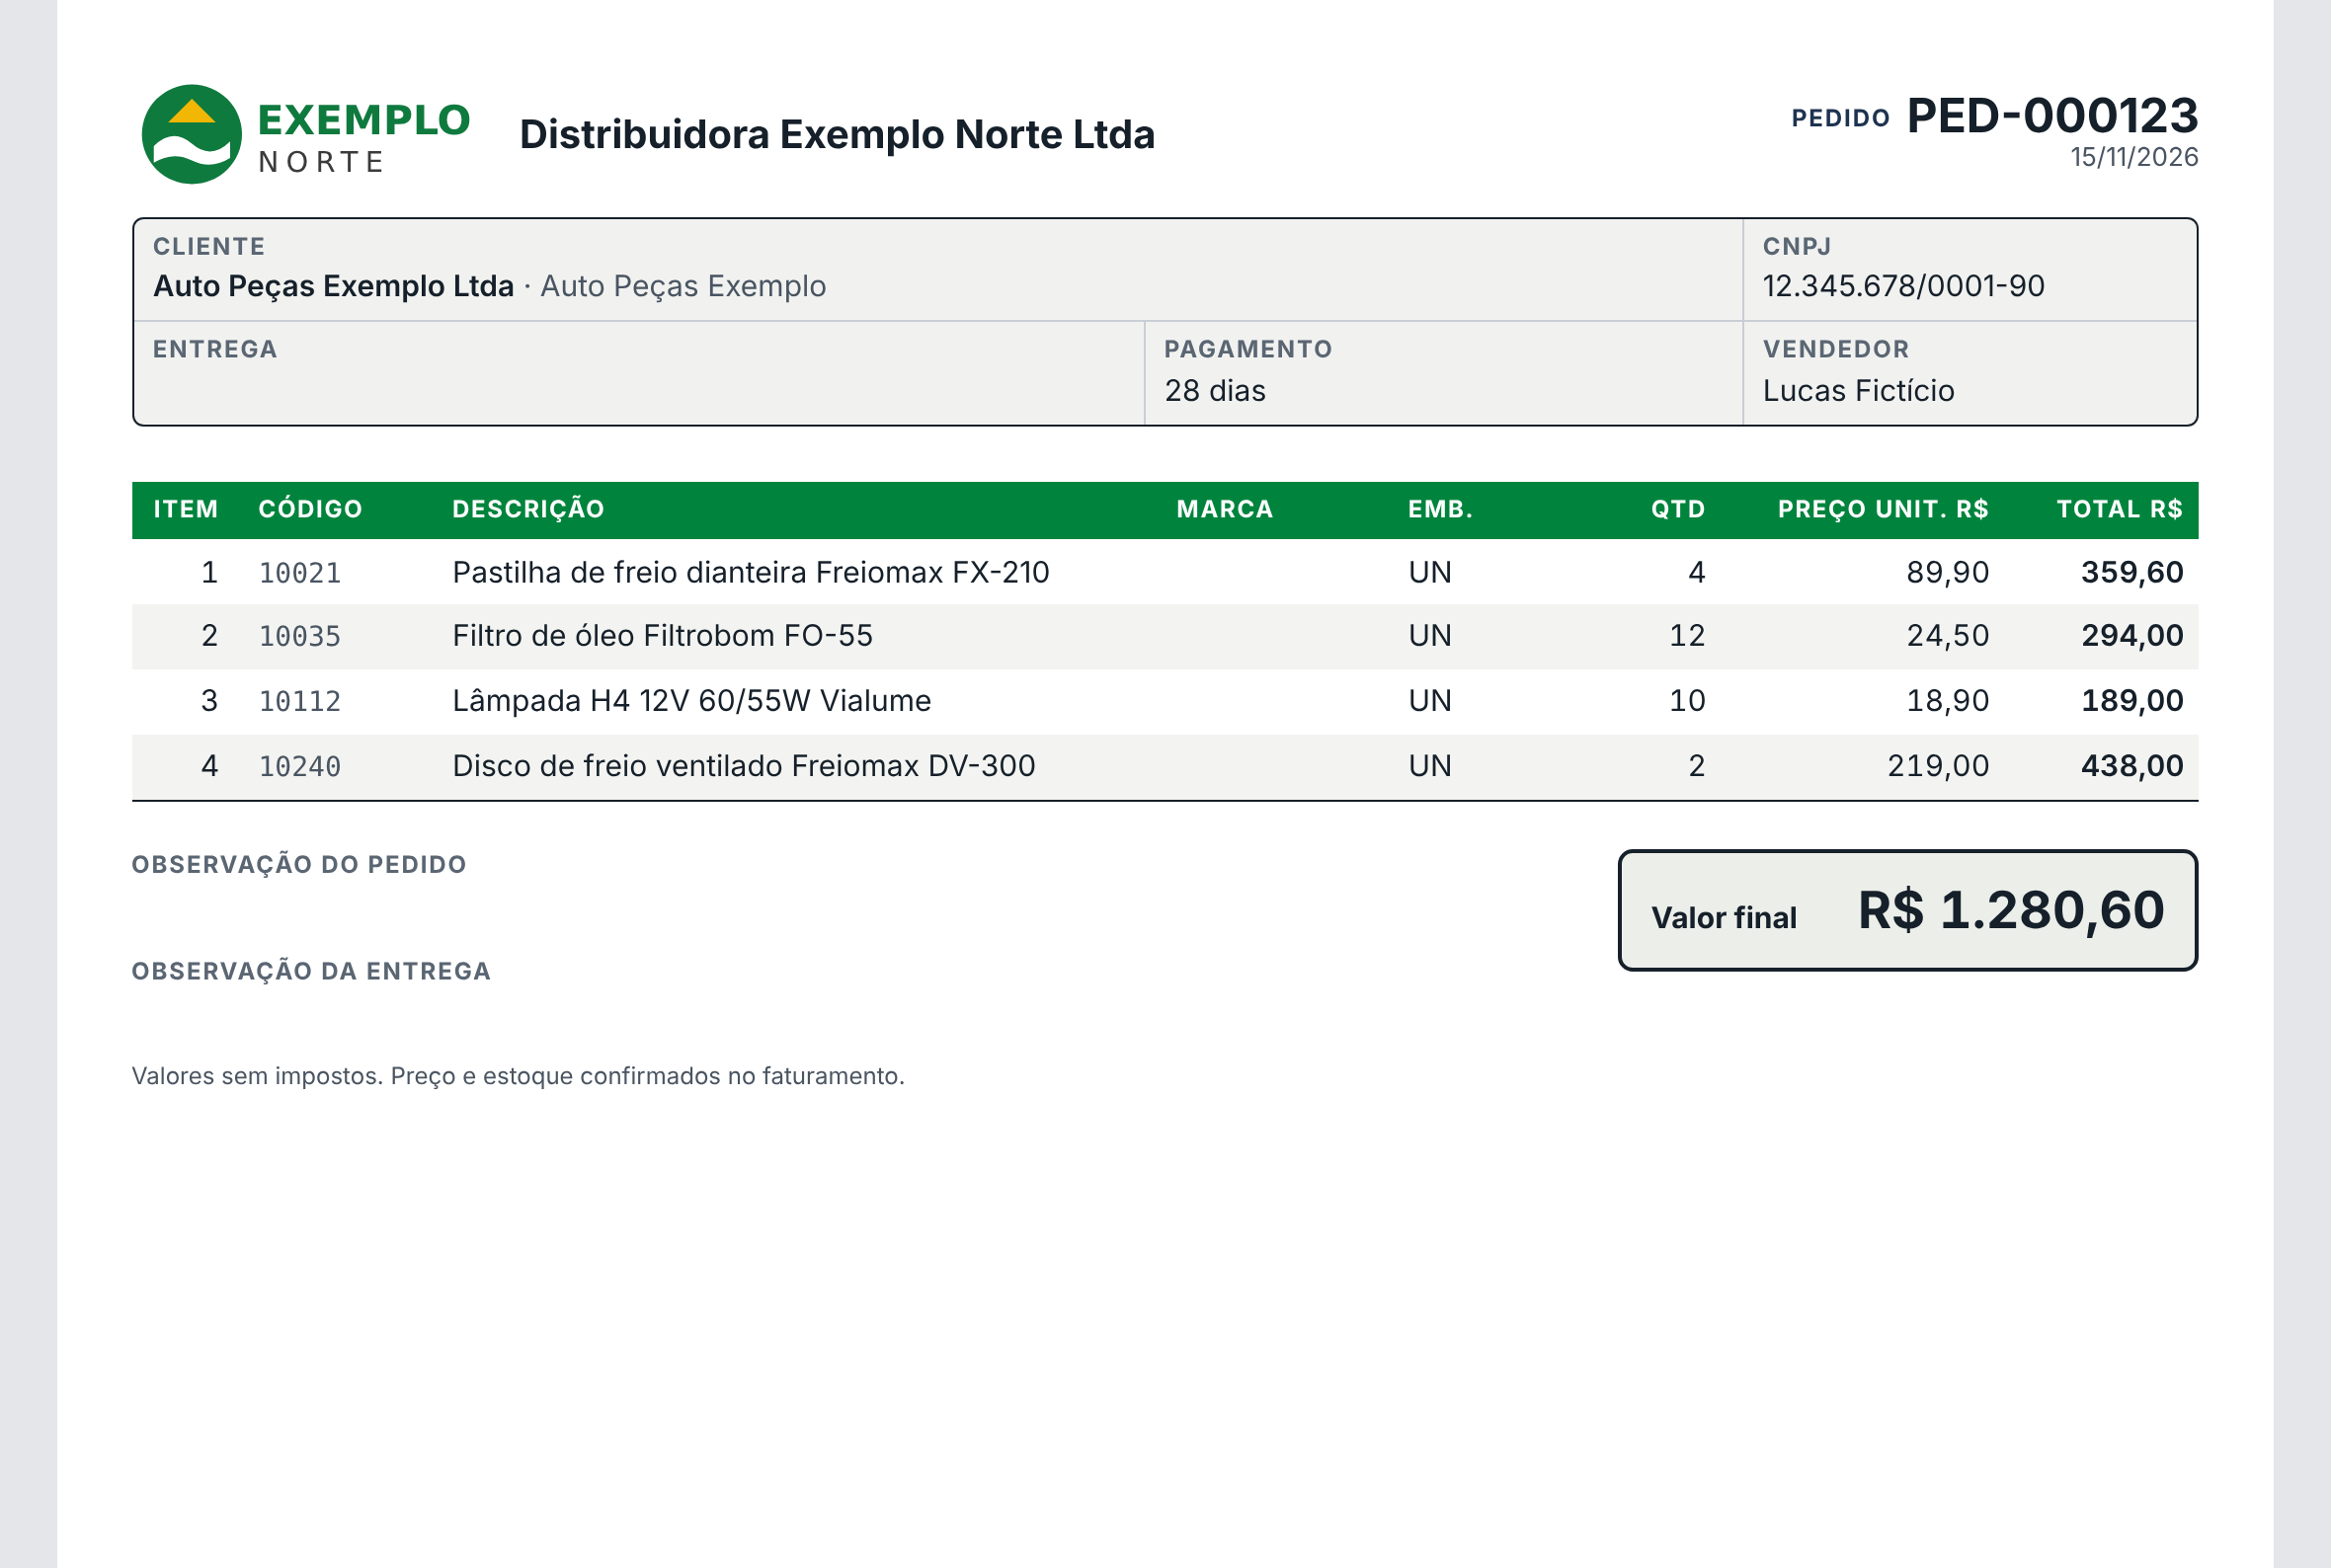 EXEMPLO
NORTE
Distribuidora Exemplo Norte Ltda
PEDIDO PED-000123
15/11/2026
CLIENTE
Auto Peças Exemplo Ltda · Auto Peças Exemplo
CNPJ
12.345.678/0001-90
ENTREGA
PAGAMENTO
28 dias
VENDEDOR
Lucas Fictício
ITEM CÓDIGO DESCRIÇÃO MARCA EMB. QTD PREÇO UNIT. R$ TOTAL R$
1 10021 Pastilha de freio dianteira Freiomax FX-210 UN 4 89,90 359,60
2 10035 Filtro de óleo Filtrobom FO-55 UN 12 24,50 294,00
3 10112 Lâmpada H4 12V 60/55W Vialume UN 10 18,90 189,00
4 10240 Disco de freio ventilado Freiomax DV-300 UN 2 219,00 438,00
OBSERVAÇÃO DO PEDIDO
Valor final R$ 1.280,60
OBSERVAÇÃO DA ENTREGA
Valores sem impostos. Preço e estoque confirmados no faturamento.